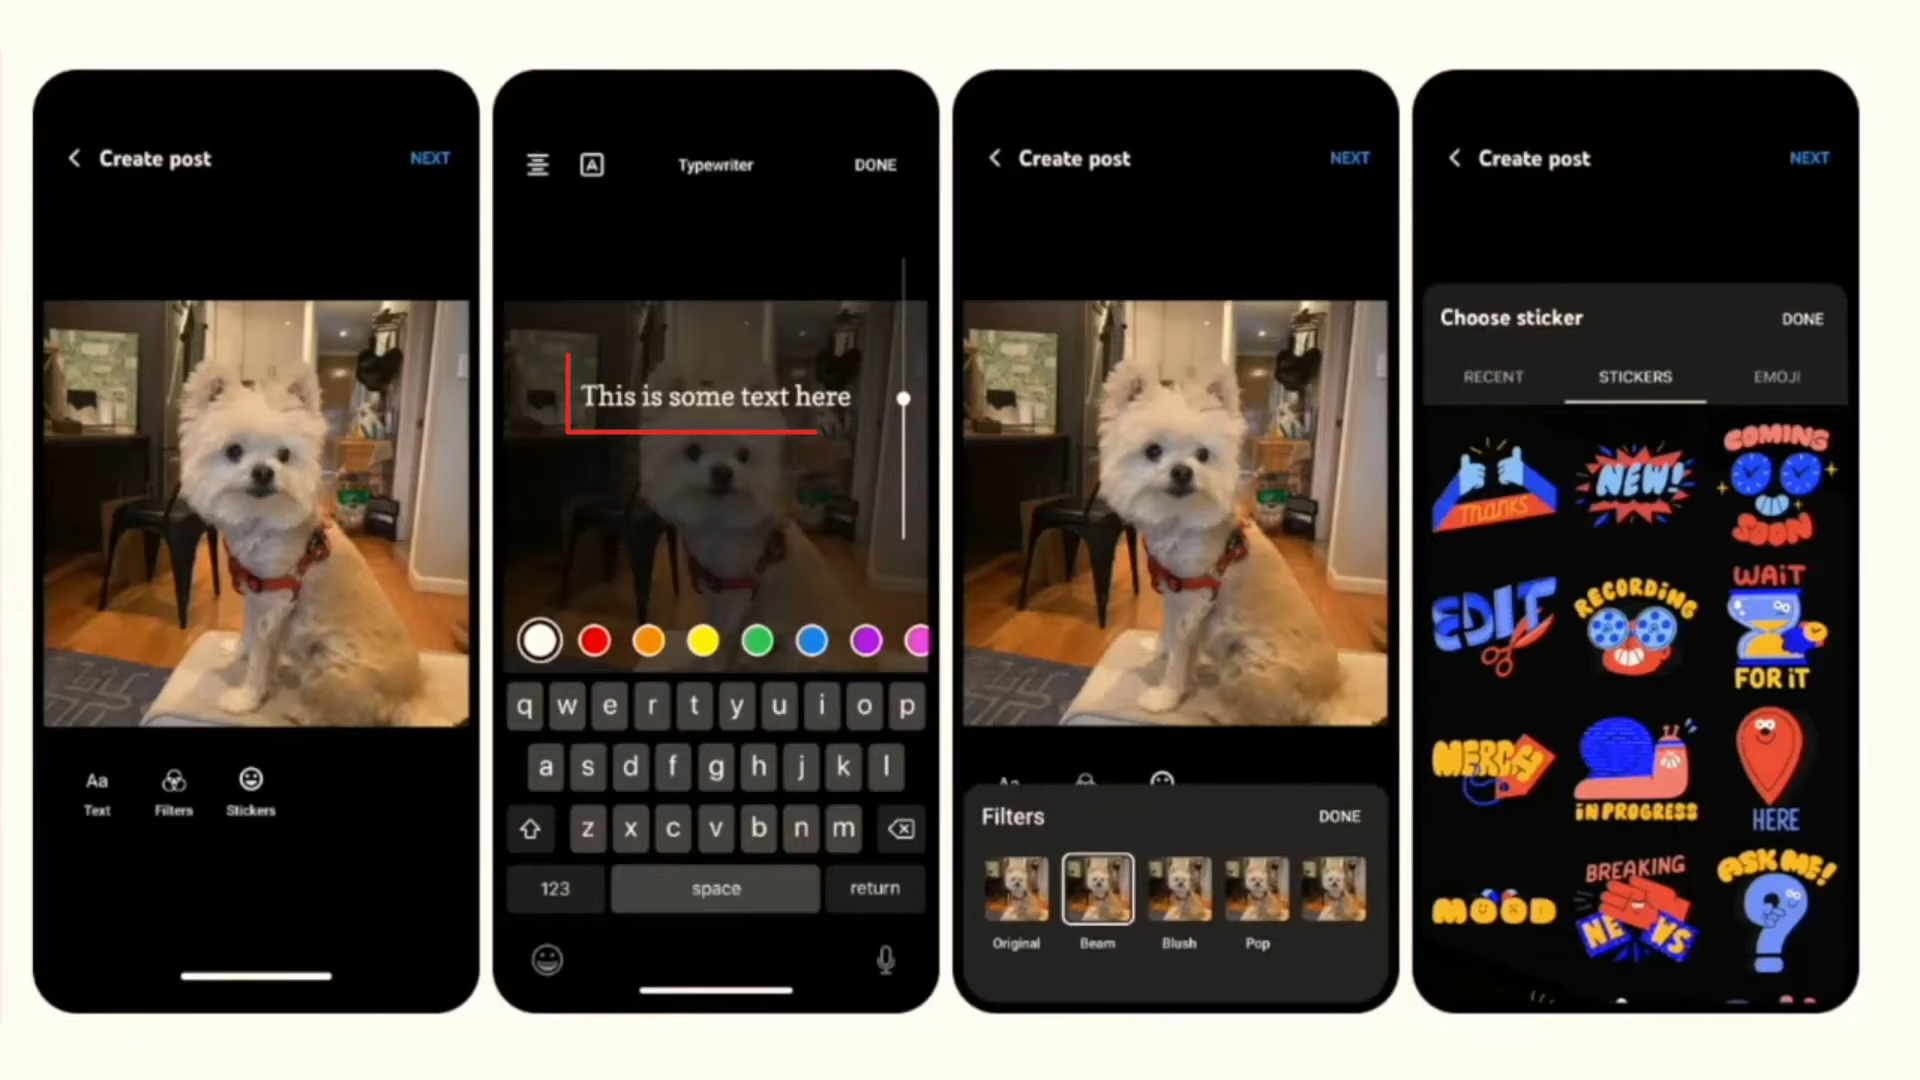 Create post
NEXT
Aa
Text
Filters
Stickers
A
Typewriter
DONE
This is some text here
q w e r t y u i o p
a s d f g h j k l
z x c v b n m
123
space
return
Create post
NEXT
Aa
Filters
DONE
Original
Beam
Blush
Pop
Create post
NEXT
Choose sticker
DONE
RECENT
STICKERS
EMOJI
THANKS
NEW!
COMING
SOON
EDIT
RECORDING
WAIT
FOR IT
MERCH
IN PROGRESS
HERE
MOOD
BREAKING
NEWS
ASK ME!